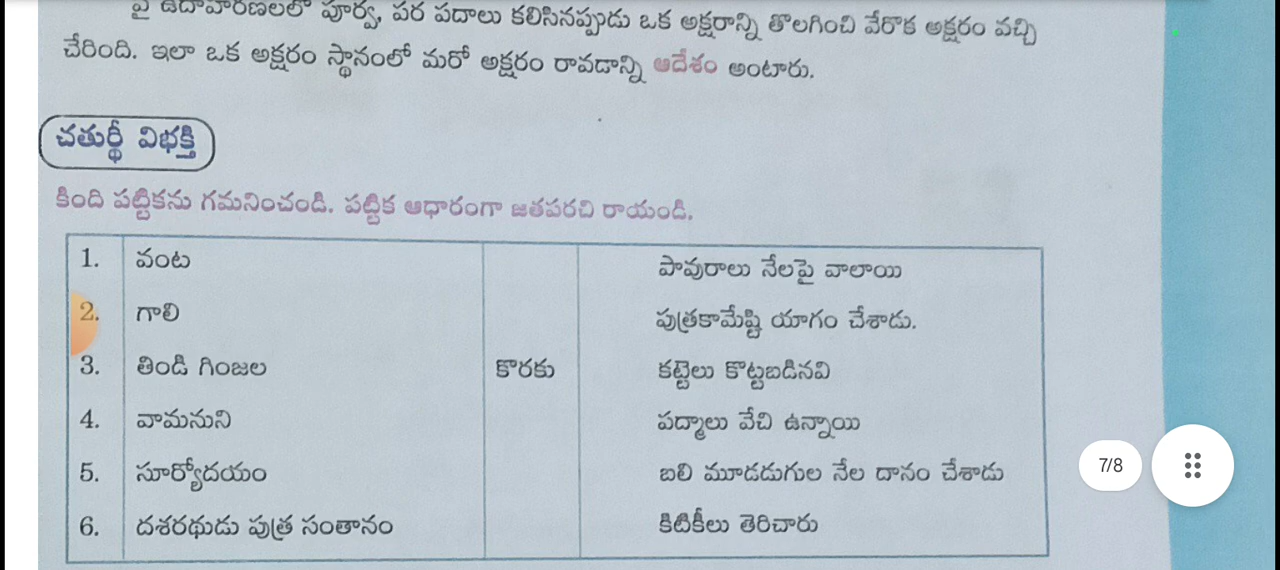 పై ఉదాహరణలలో పూర్వ, పర పదాలు కలిసినప్పుడు ఒక అక్షరాన్ని తొలగించి వేరొక అక్షరం వచ్చి
చేరింది. ఇలా ఒక అక్షరం స్థానంలో మరో అక్షరం రావడాన్ని ఆదేశం అంటారు.
చతుర్థీ విభక్తి
కింది పట్టికను గమనించండి. పట్టిక ఆధారంగా జతపరచి రాయండి.
1. వంట పావురాలు నేలపై వాలాయి
2. గాలి పుత్రకామేష్టి యాగం చేశాడు.
3. తిండి గింజల కొరకు కట్టెలు కొట్టబడినవి
4. వామనుని పద్మాలు వేచి ఉన్నాయి
5. సూర్యోదయం బలి మూడడుగుల నేల దానం చేశాడు
6. దశరథుడు పుత్ర సంతానం కిటికీలు తెరిచారు
7/8